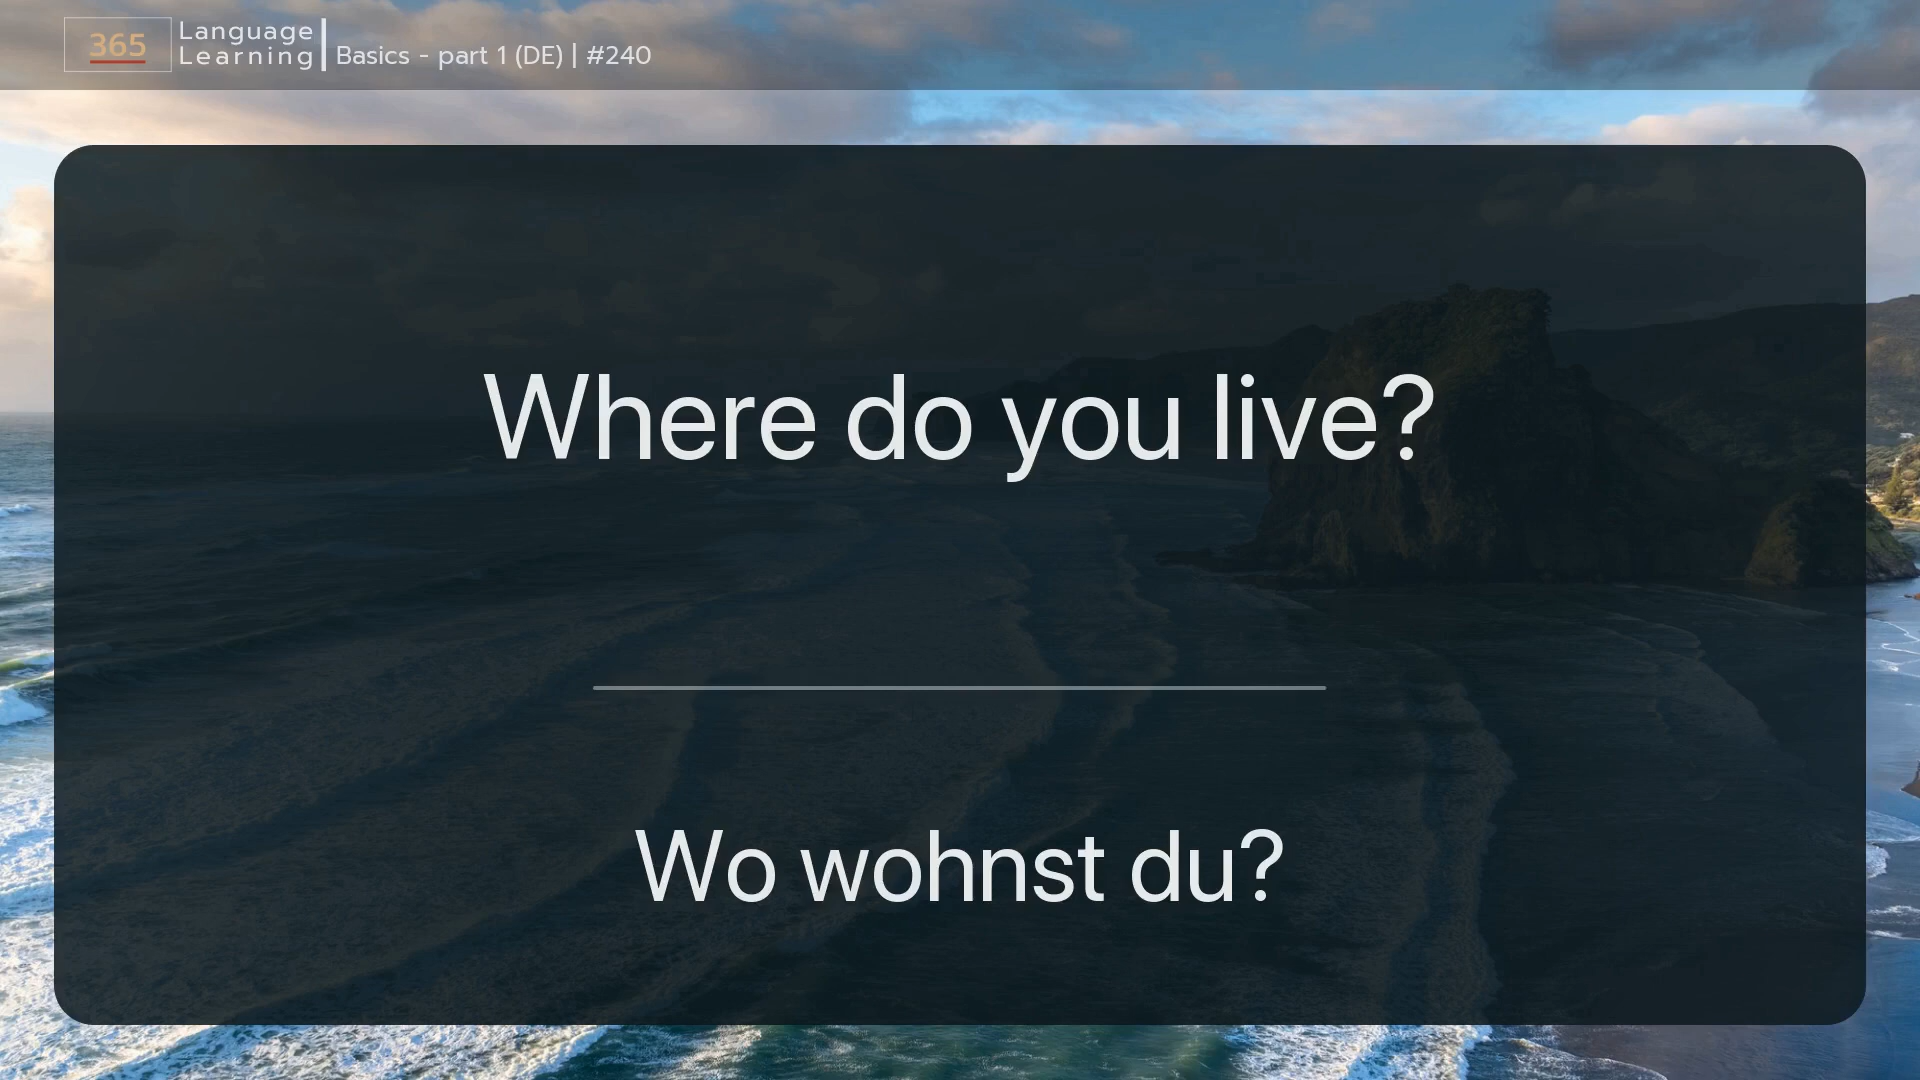 365 Language
Learning
Basics - part 1 (DE) | #240
Where do you live?
Wo wohnst du?